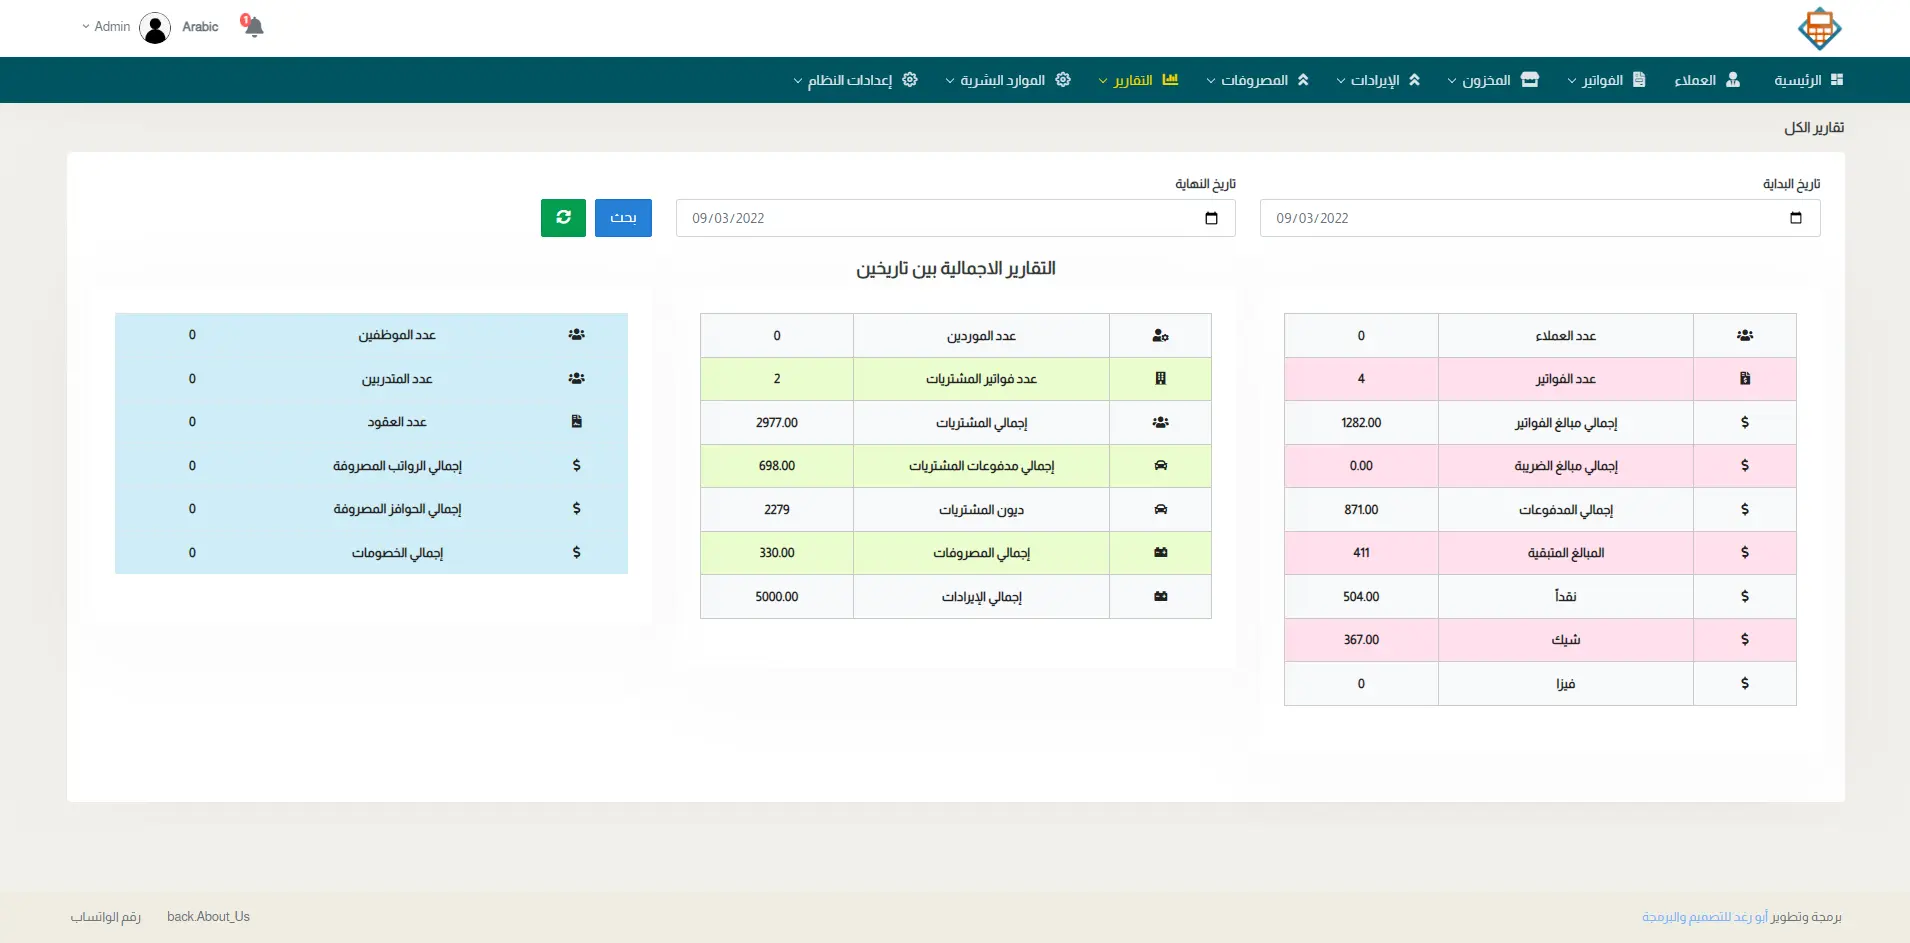 1
Arabic
Admin
الرئيسية
العملاء
الفواتير
المخزون
الإيرادات
المصروفات
التقارير
الموارد البشرية
إعدادات النظام
تقارير الكل
تاريخ البداية
09/03/2022
تاريخ النهاية
09/03/2022
بحث
التقارير الاجمالية بين تاريخين
عدد العملاء 0
عدد الفواتير 4
إجمالي مبالغ الفواتير 1282.00
إجمالي مبالغ الضريبة 0.00
إجمالي المدفوعات 871.00
المبالغ المتبقية 411
نقداً 504.00
شيك 367.00
فيزا 0
عدد الموردين 0
عدد فواتير المشتريات 2
إجمالي المشتريات 2977.00
إجمالي مدفوعات المشتريات 698.00
ديون المشتريات 2279
إجمالي المصروفات 330.00
إجمالي الإيرادات 5000.00
عدد الموظفين 0
عدد المتدربين 0
عدد العقود 0
إجمالي الرواتب المصروفة 0
إجمالي الحوافز المصروفة 0
إجمالي الخصومات 0
برمجة وتطوير أبو رغد للتصميم والبرمجة
back.About_Us
رقم الواتساب